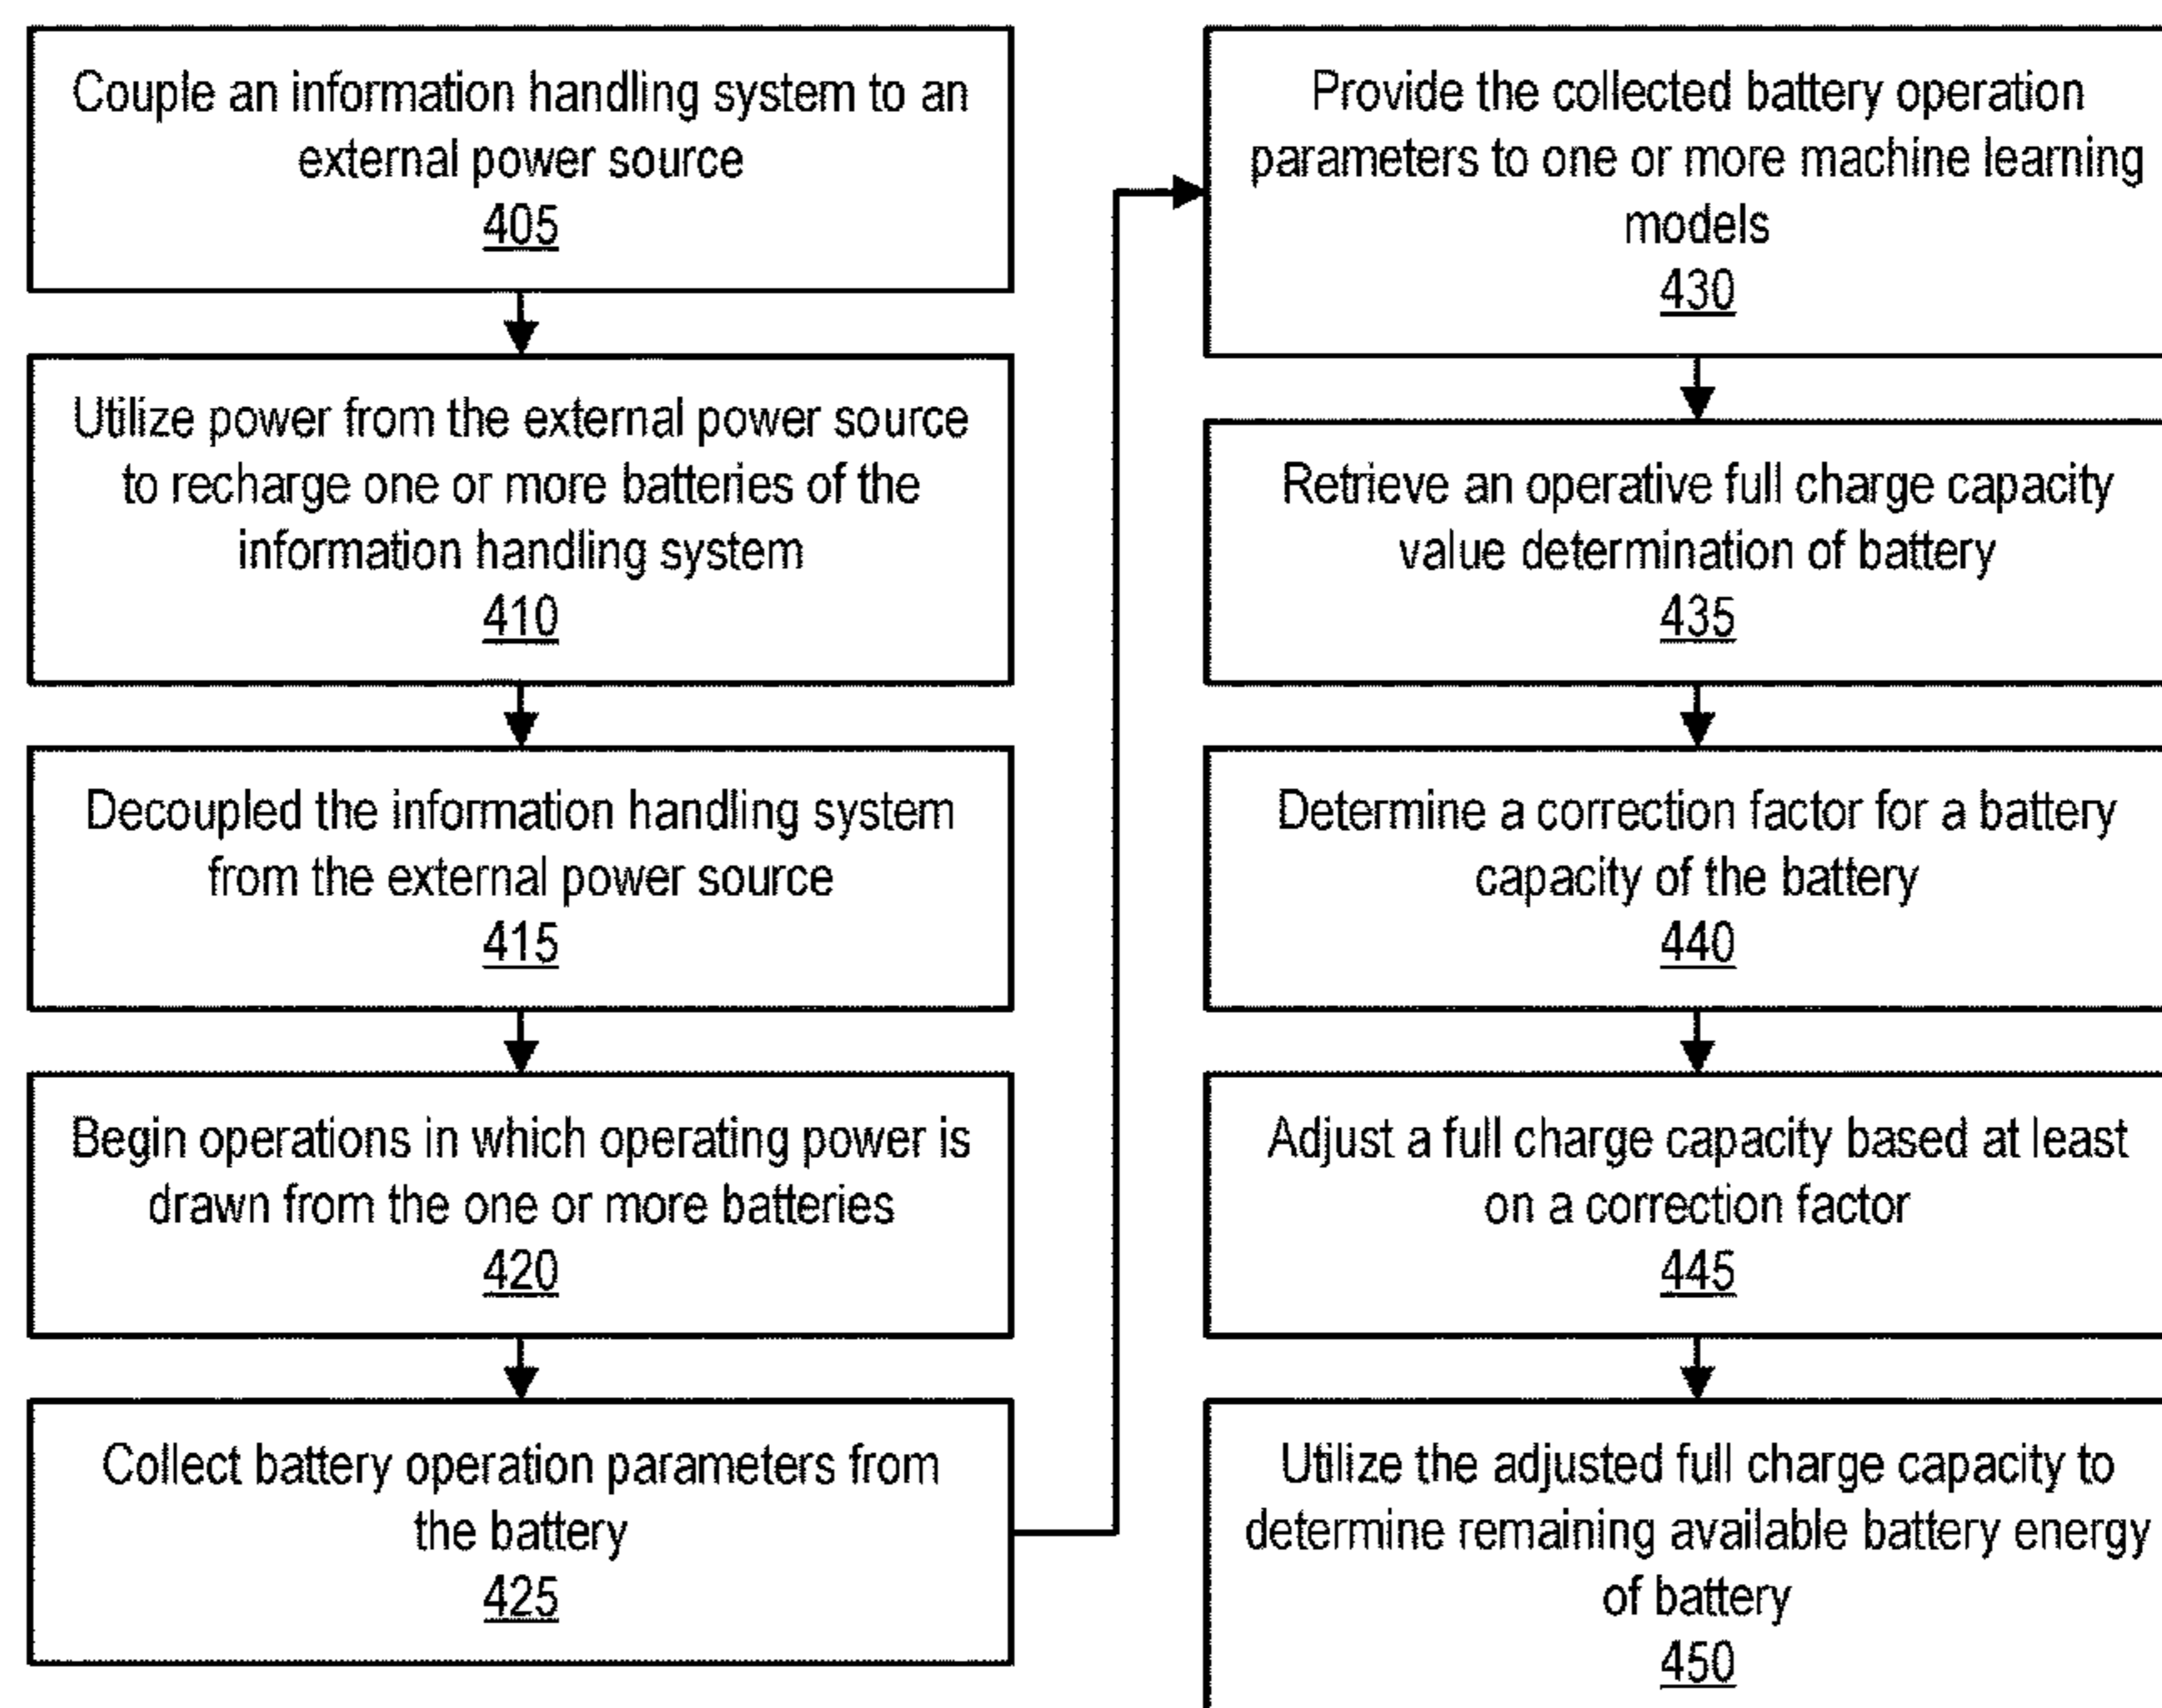 Couple an information handling system to an
external power source
405
Utilize power from the external power source
to recharge one or more batteries of the
information handling system
410
Decoupled the information handling system
from the external power source
415
Begin operations in which operating power is
drawn from the one or more batteries
420
Collect battery operation parameters from
the battery
425
Provide the collected battery operation
parameters to one or more machine learning
models
430
Retrieve an operative full charge capacity
value determination of battery
435
Determine a correction factor for a battery
capacity of the battery
440
Adjust a full charge capacity based at least
on a correction factor
445
Utilize the adjusted full charge capacity to
determine remaining available battery energy
of battery
450